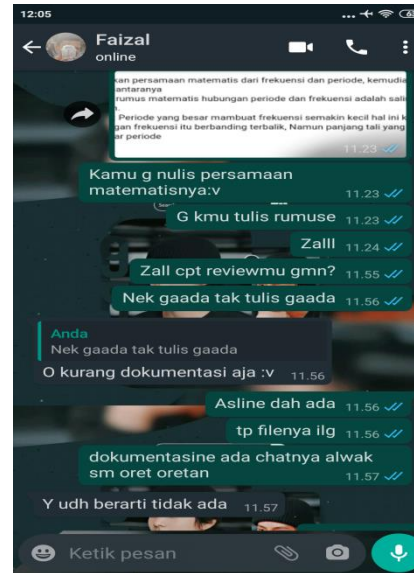 12:05
Faizal
online
kan persamaan matematis dari frekuensi dan periode, kemudia
antaranya
rumus matematis hubungan periode dan frekuensi adalah sali
Periode yang besar mambuat frekuensi semakin kecil hal ini k
gan frekuensi itu berbanding terbalik, Namun panjang tali yang
ar periode
11.23
Kamu g nulis persamaan
matematisnya:v 11.23
G kmu tulis rumuse 11.23
Zalll 11.24
Zall cpt reviewmu gmn? 11.55
Nek gaada tak tulis gaada 11.56
Anda
Nek gaada tak tulis gaada
O kurang dokumentasi aja :v 11.56
Asline dah ada 11.56
tp filenya ilg 11.56
dokumentasine ada chatnya alwak
sm oret oretan 11.57
Y udh berarti tidak ada 11.57
Ketik pesan